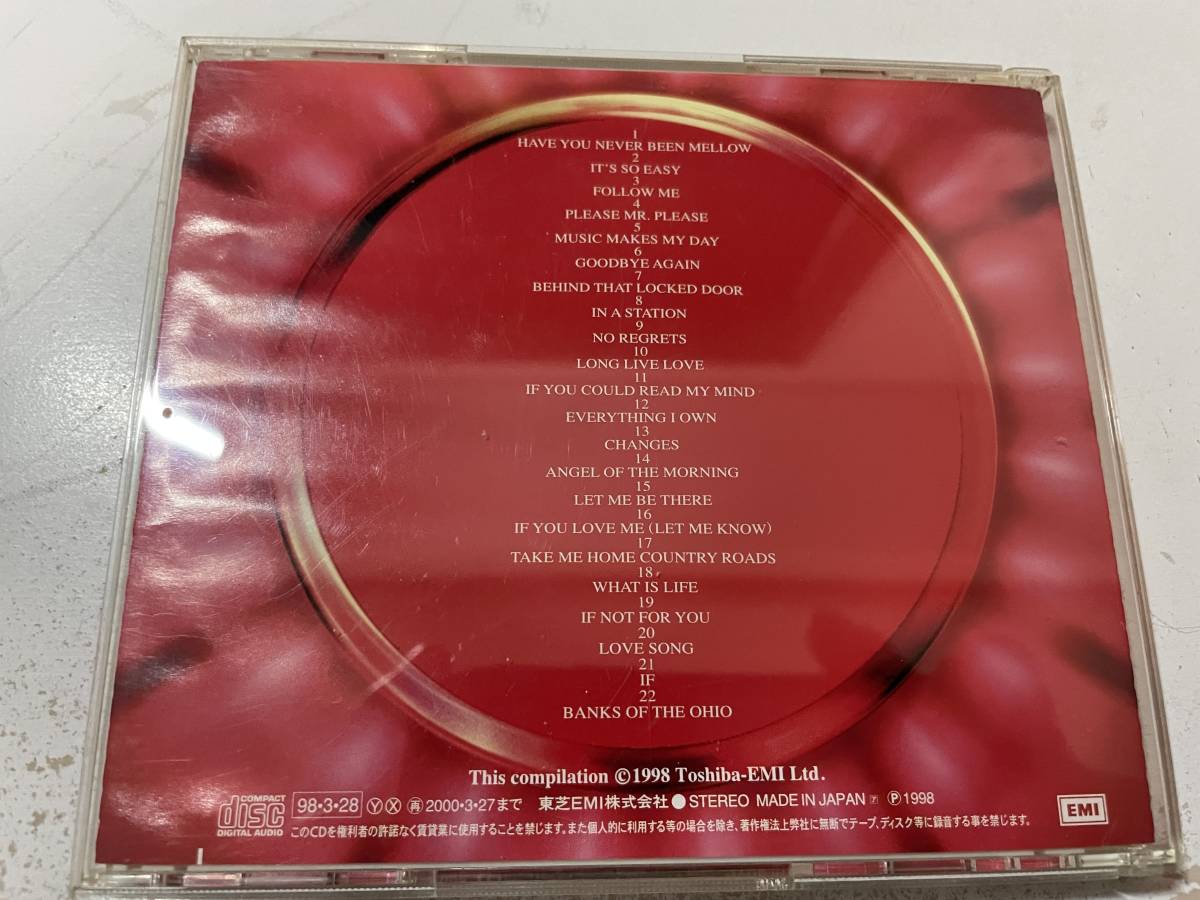 1
HAVE YOU NEVER BEEN MELLOW
2
IT'S SO EASY
3
FOLLOW ME
4
PLEASE MR. PLEASE
5
MUSIC MAKES MY DAY
6
GOODBYE AGAIN
7
BEHIND THAT LOCKED DOOR
8
IN A STATION
9
NO REGRETS
10
LONG LIVE LOVE
11
IF YOU COULD READ MY MIND
12
EVERYTHING I OWN
13
CHANGES
14
ANGEL OF THE MORNING
15
LET ME BE THERE
16
IF YOU LOVE ME (LET ME KNOW)
17
TAKE ME HOME COUNTRY ROADS
18
WHAT IS LIFE
19
IF NOT FOR YOU
20
LOVE SONG
21
IF
22
BANKS OF THE OHIO
This compilation ©1998 Toshiba-EMI Ltd.
COMPACT disc DIGITAL AUDIO
98・3・28 Ⓨ Ⓧ ㊢2000・3・27まで 東芝EMI株式会社●STEREO MADE IN JAPAN ア Ⓟ1998
EMI
このCDを権利者の許諾なく賃貸業に使用することを禁じます。また個人的に利用する等の場合を除き、著作権法上弊社に無断でテープ、ディスク等に録音する事を禁じます。